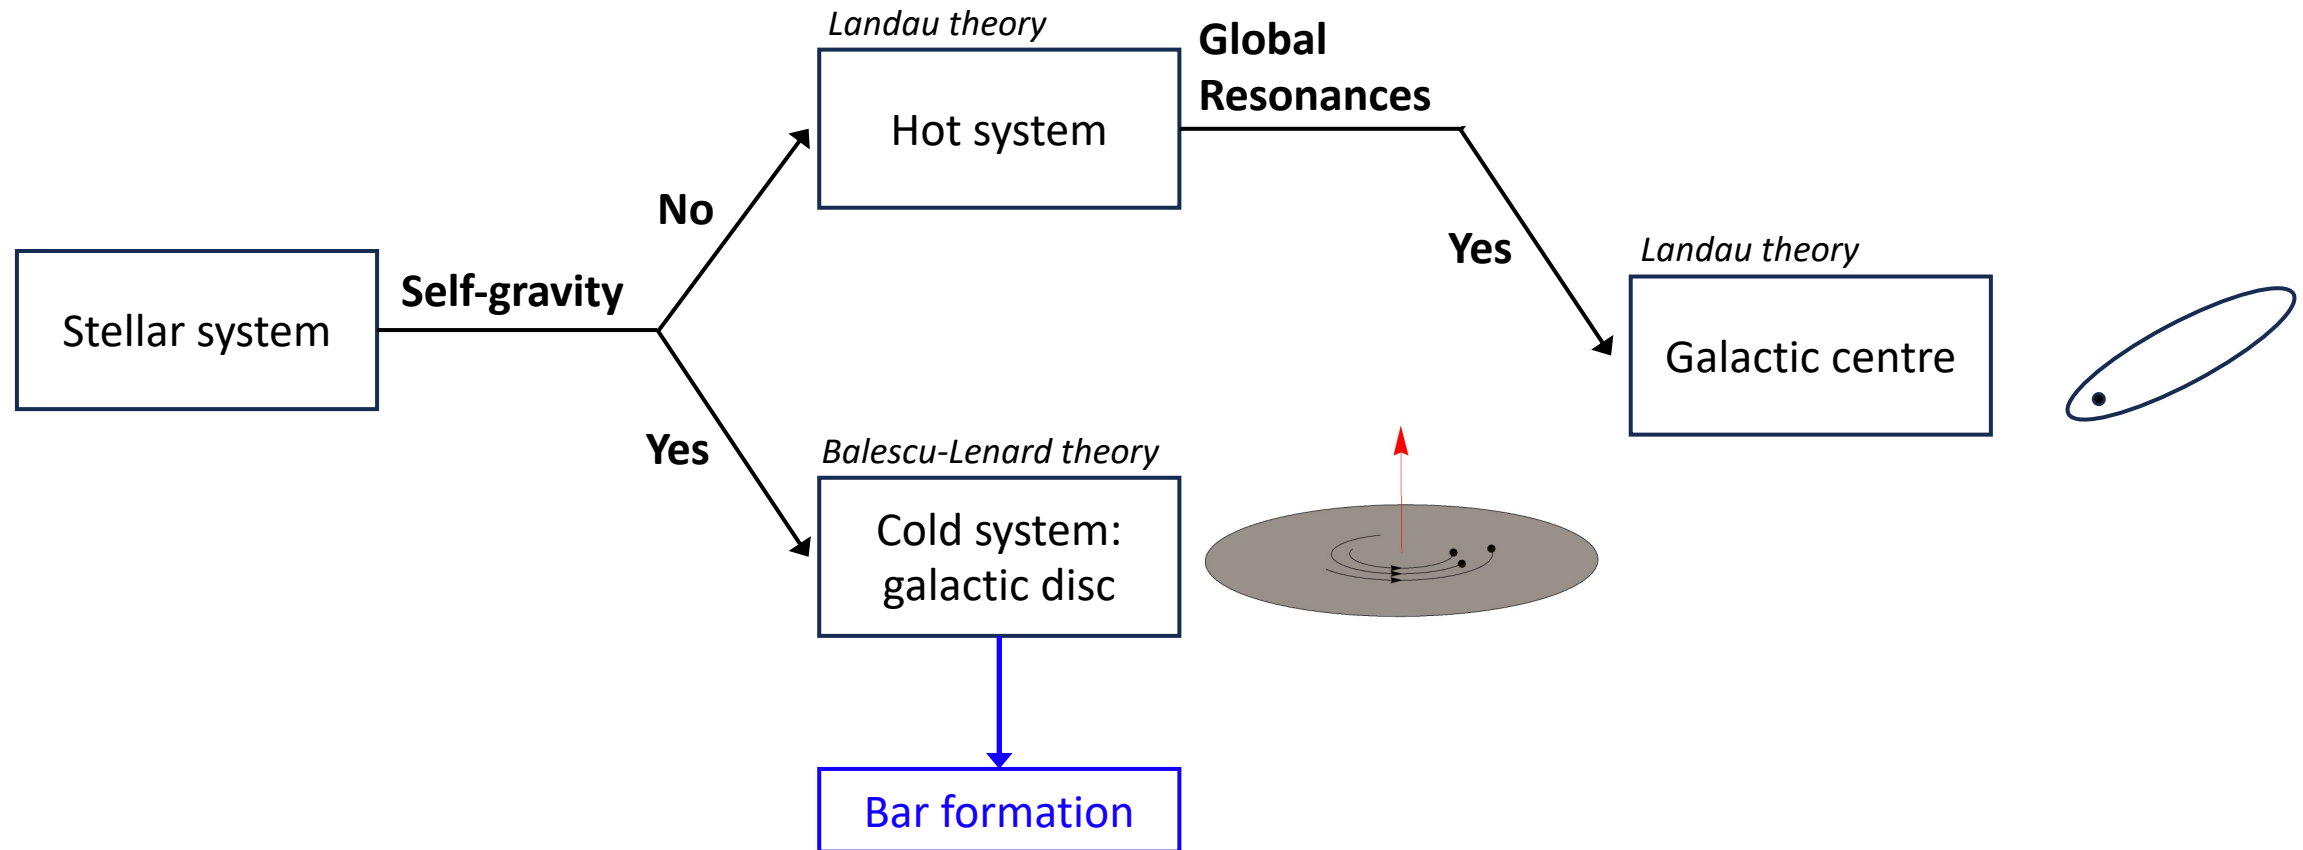 Landau theory
Hot system
Global
Resonances
No
Yes
Stellar system
Self-gravity
Landau theory
Galactic centre
Yes
Balescu-Lenard theory
Cold system:
galactic disc
Bar formation